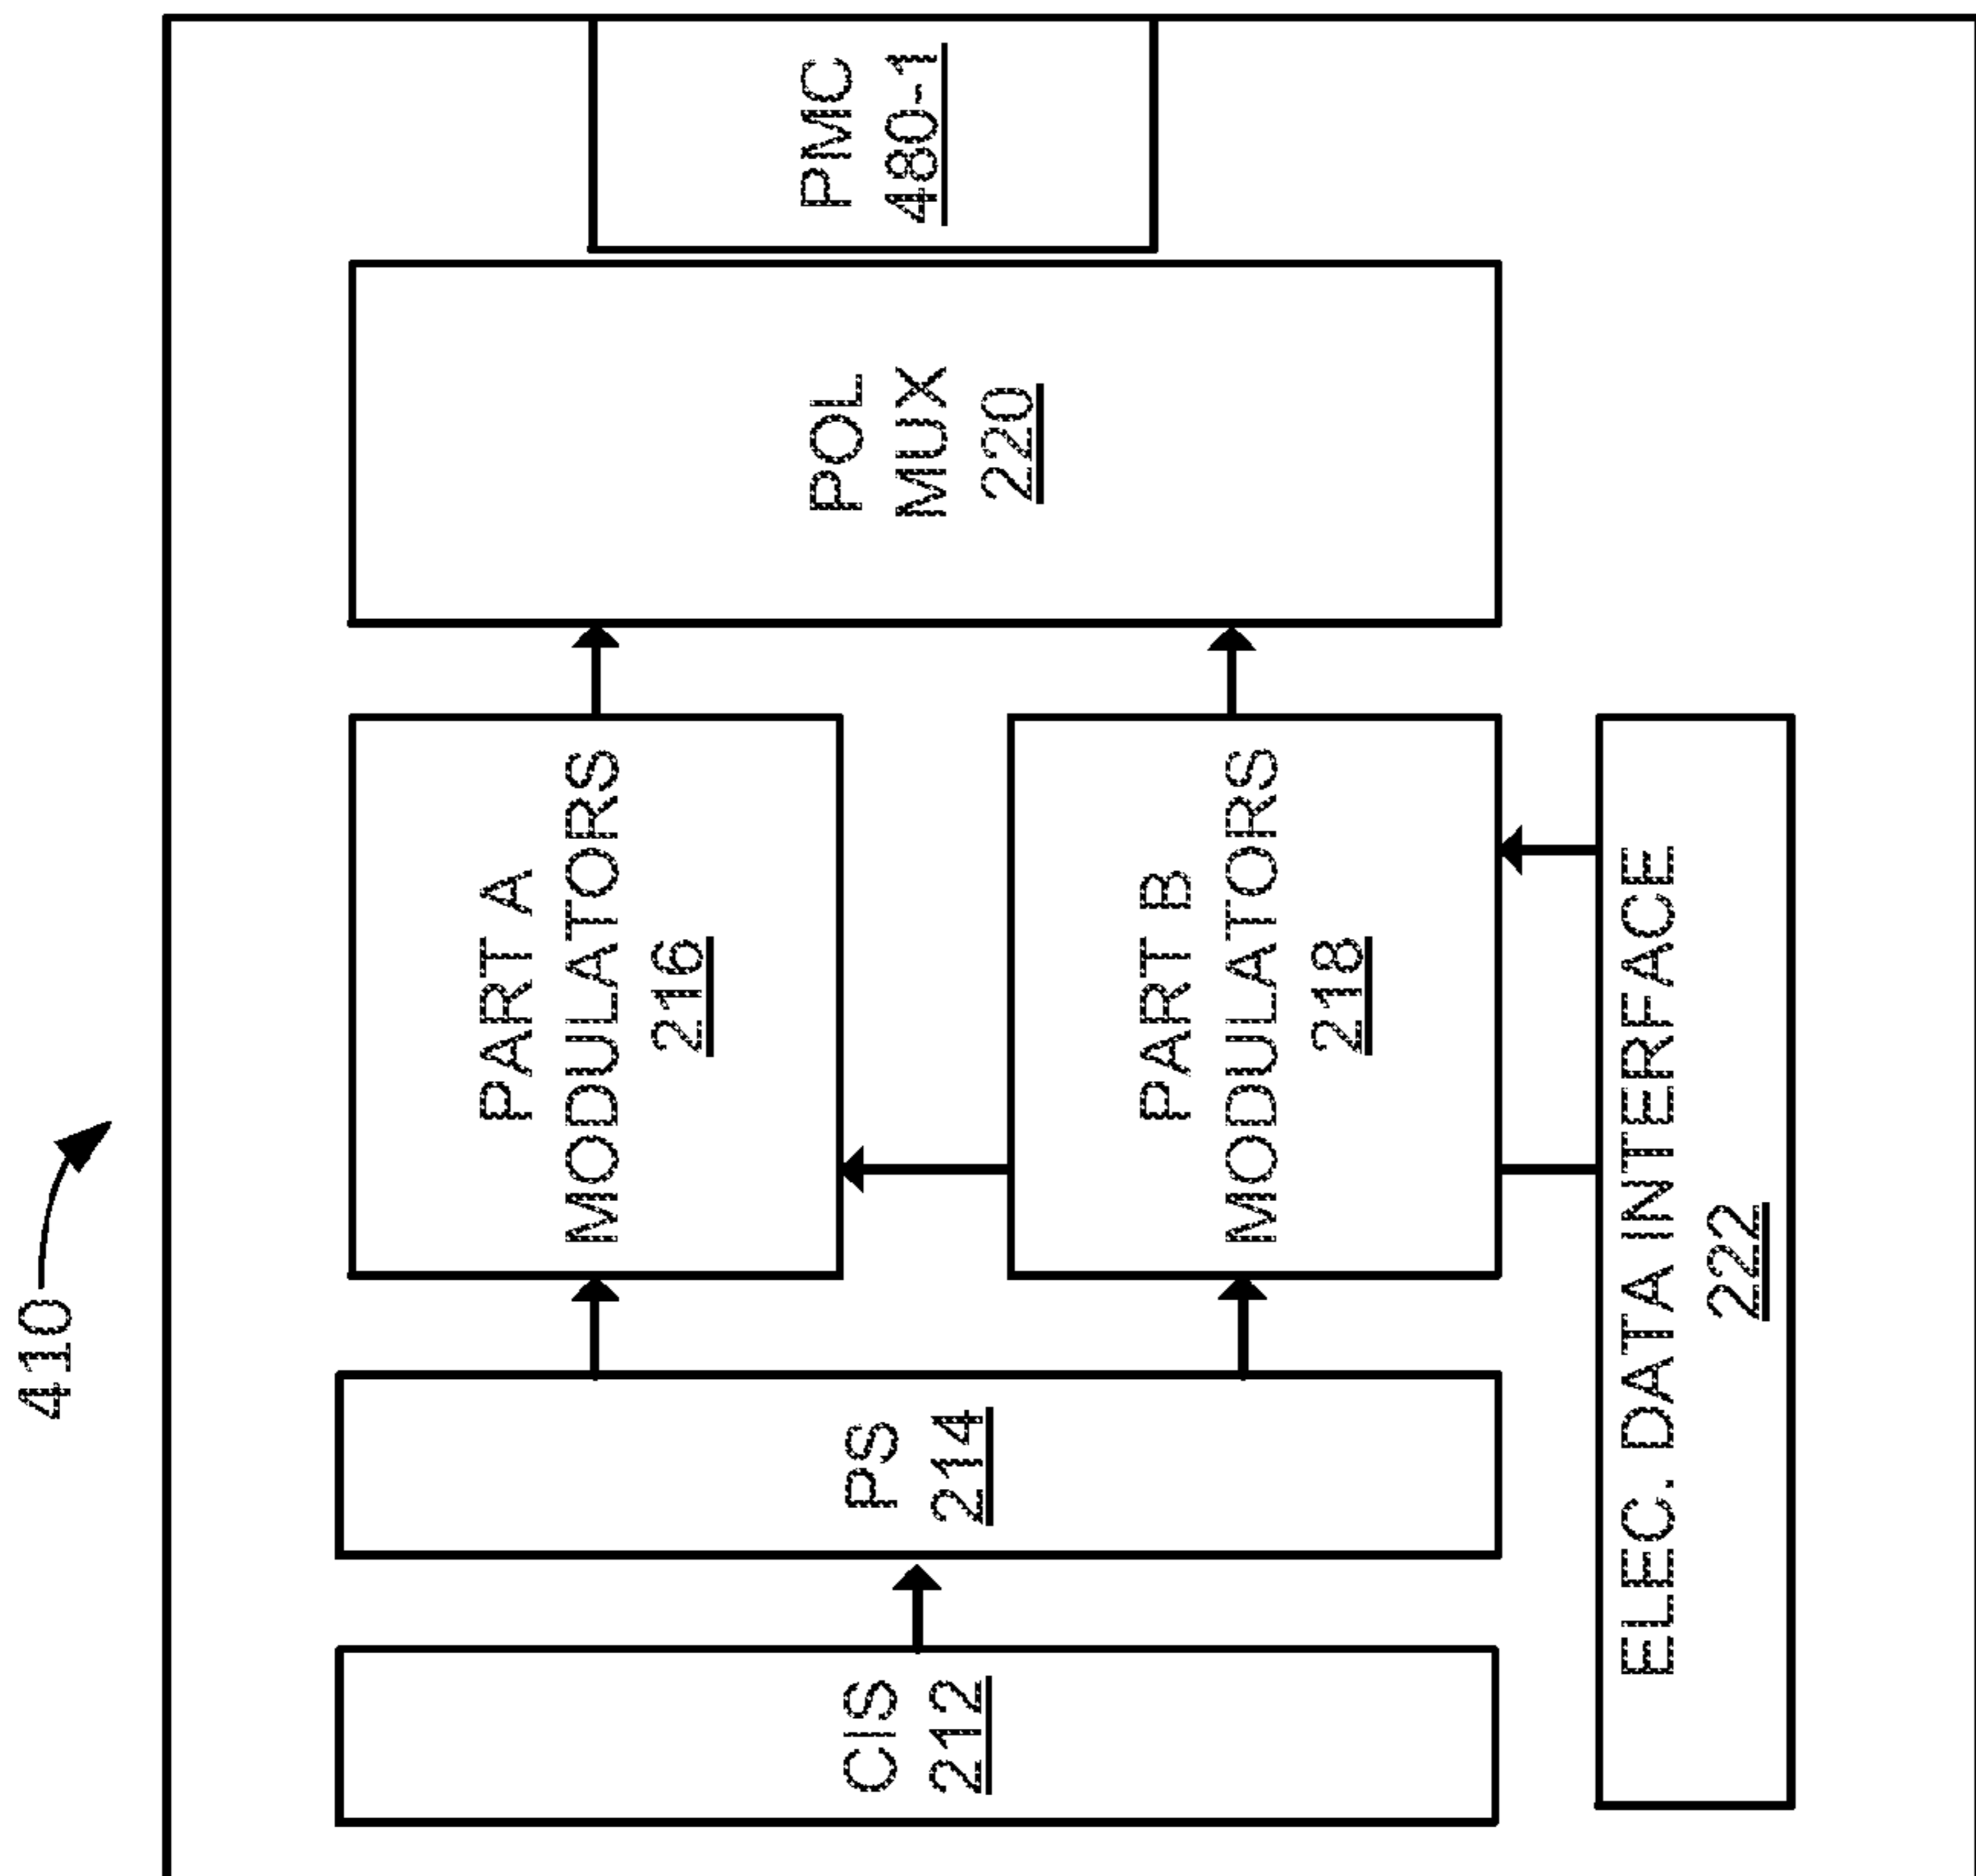 410
CIS
212
PS
214
PART A
MODULATORS
216
PART B
MODULATORS
218
POL
MUX
220
PMC
480-1
ELEC. DATA INTERFACE
222